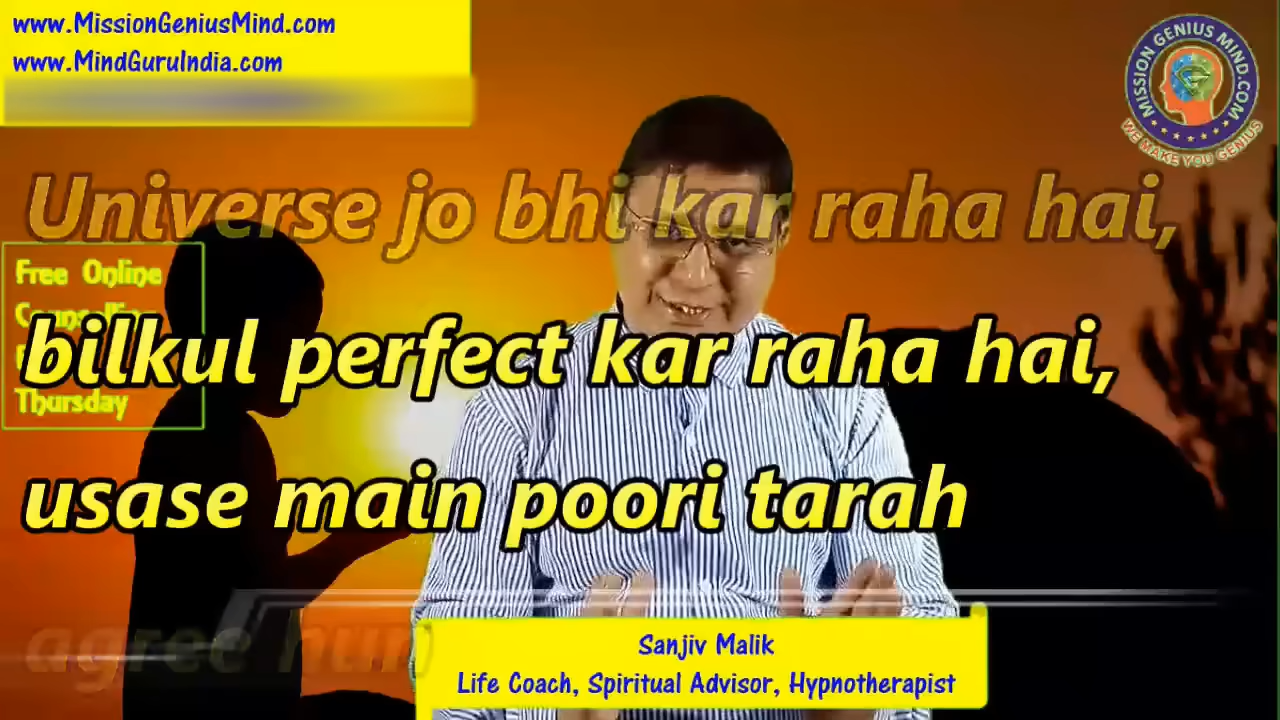 www.MissionGeniusMind.com
www.MindGuruIndia.com
MISSION GENIUS MIND.COM
WE MAKE YOU GENIUS
Universe jo bhi kar raha hai,
Free Online
bilkul perfect kar raha hai,
Thursday
usase main poori tarah
agree hun
Sanjiv Malik
Life Coach, Spiritual Advisor, Hypnotherapist